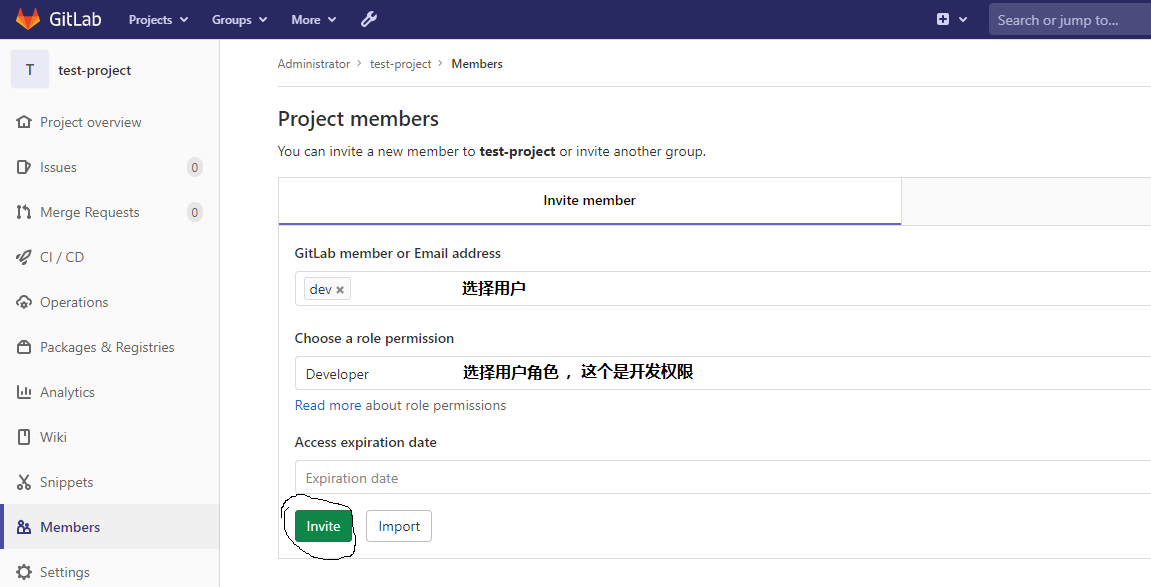 GitLab Projects Groups More Search or jump to...
T test-project
Administrator > test-project > Members
Project overview
Issues 0
Merge Requests 0
CI / CD
Operations
Packages & Registries
Analytics
Wiki
Snippets
Members
Settings
Project members
You can invite a new member to test-project or invite another group.
Invite member
GitLab member or Email address
dev × 选择用户
Choose a role permission
Developer 选择用户角色 ，这个是开发权限
Read more about role permissions
Access expiration date
Expiration date
Invite Import